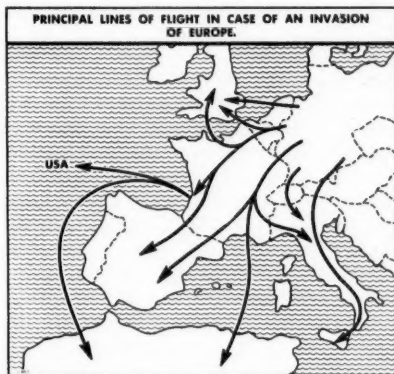 PRINCIPAL LINES OF FLIGHT IN CASE OF AN INVASION
OF EUROPE.
USA